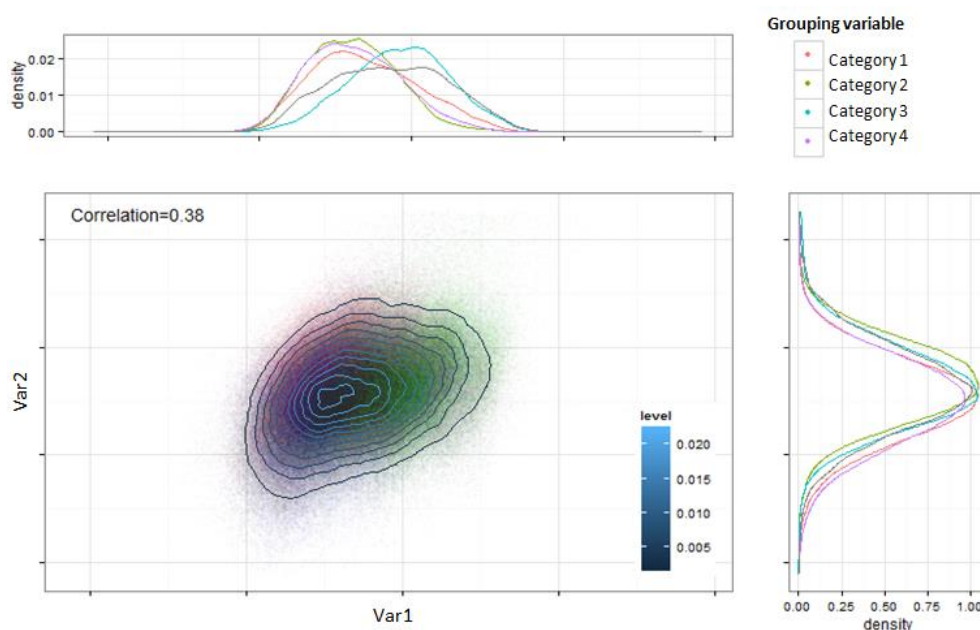 Grouping variable
Category 1
Category 2
Category 3
Category 4
density
0.02
0.01
0.00
Correlation=0.38
Var2
level
0.020
0.015
0.010
0.005
Var1
0.00 0.25 0.50 0.75 1.00
density